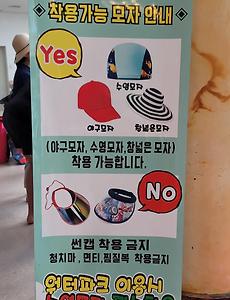 착용가능 모자 안내
Yes
수영모자
야구모자 창넓은모자
(야구모자, 수영모자, 창넓은 모자)
착용 가능합니다.
No
썬캡 착용 금지
청치마, 면티, 찜질복 착용금지
워터파크 이용시